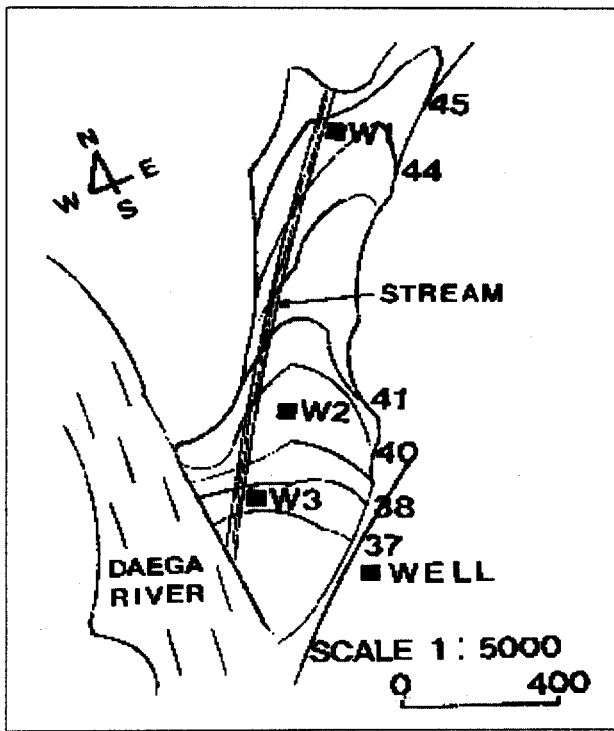 45
W1
44
N
W E
S
STREAM
41
W2
40
W3
38
37
DAEGA
RIVER
WELL
SCALE 1 : 5000
0 400